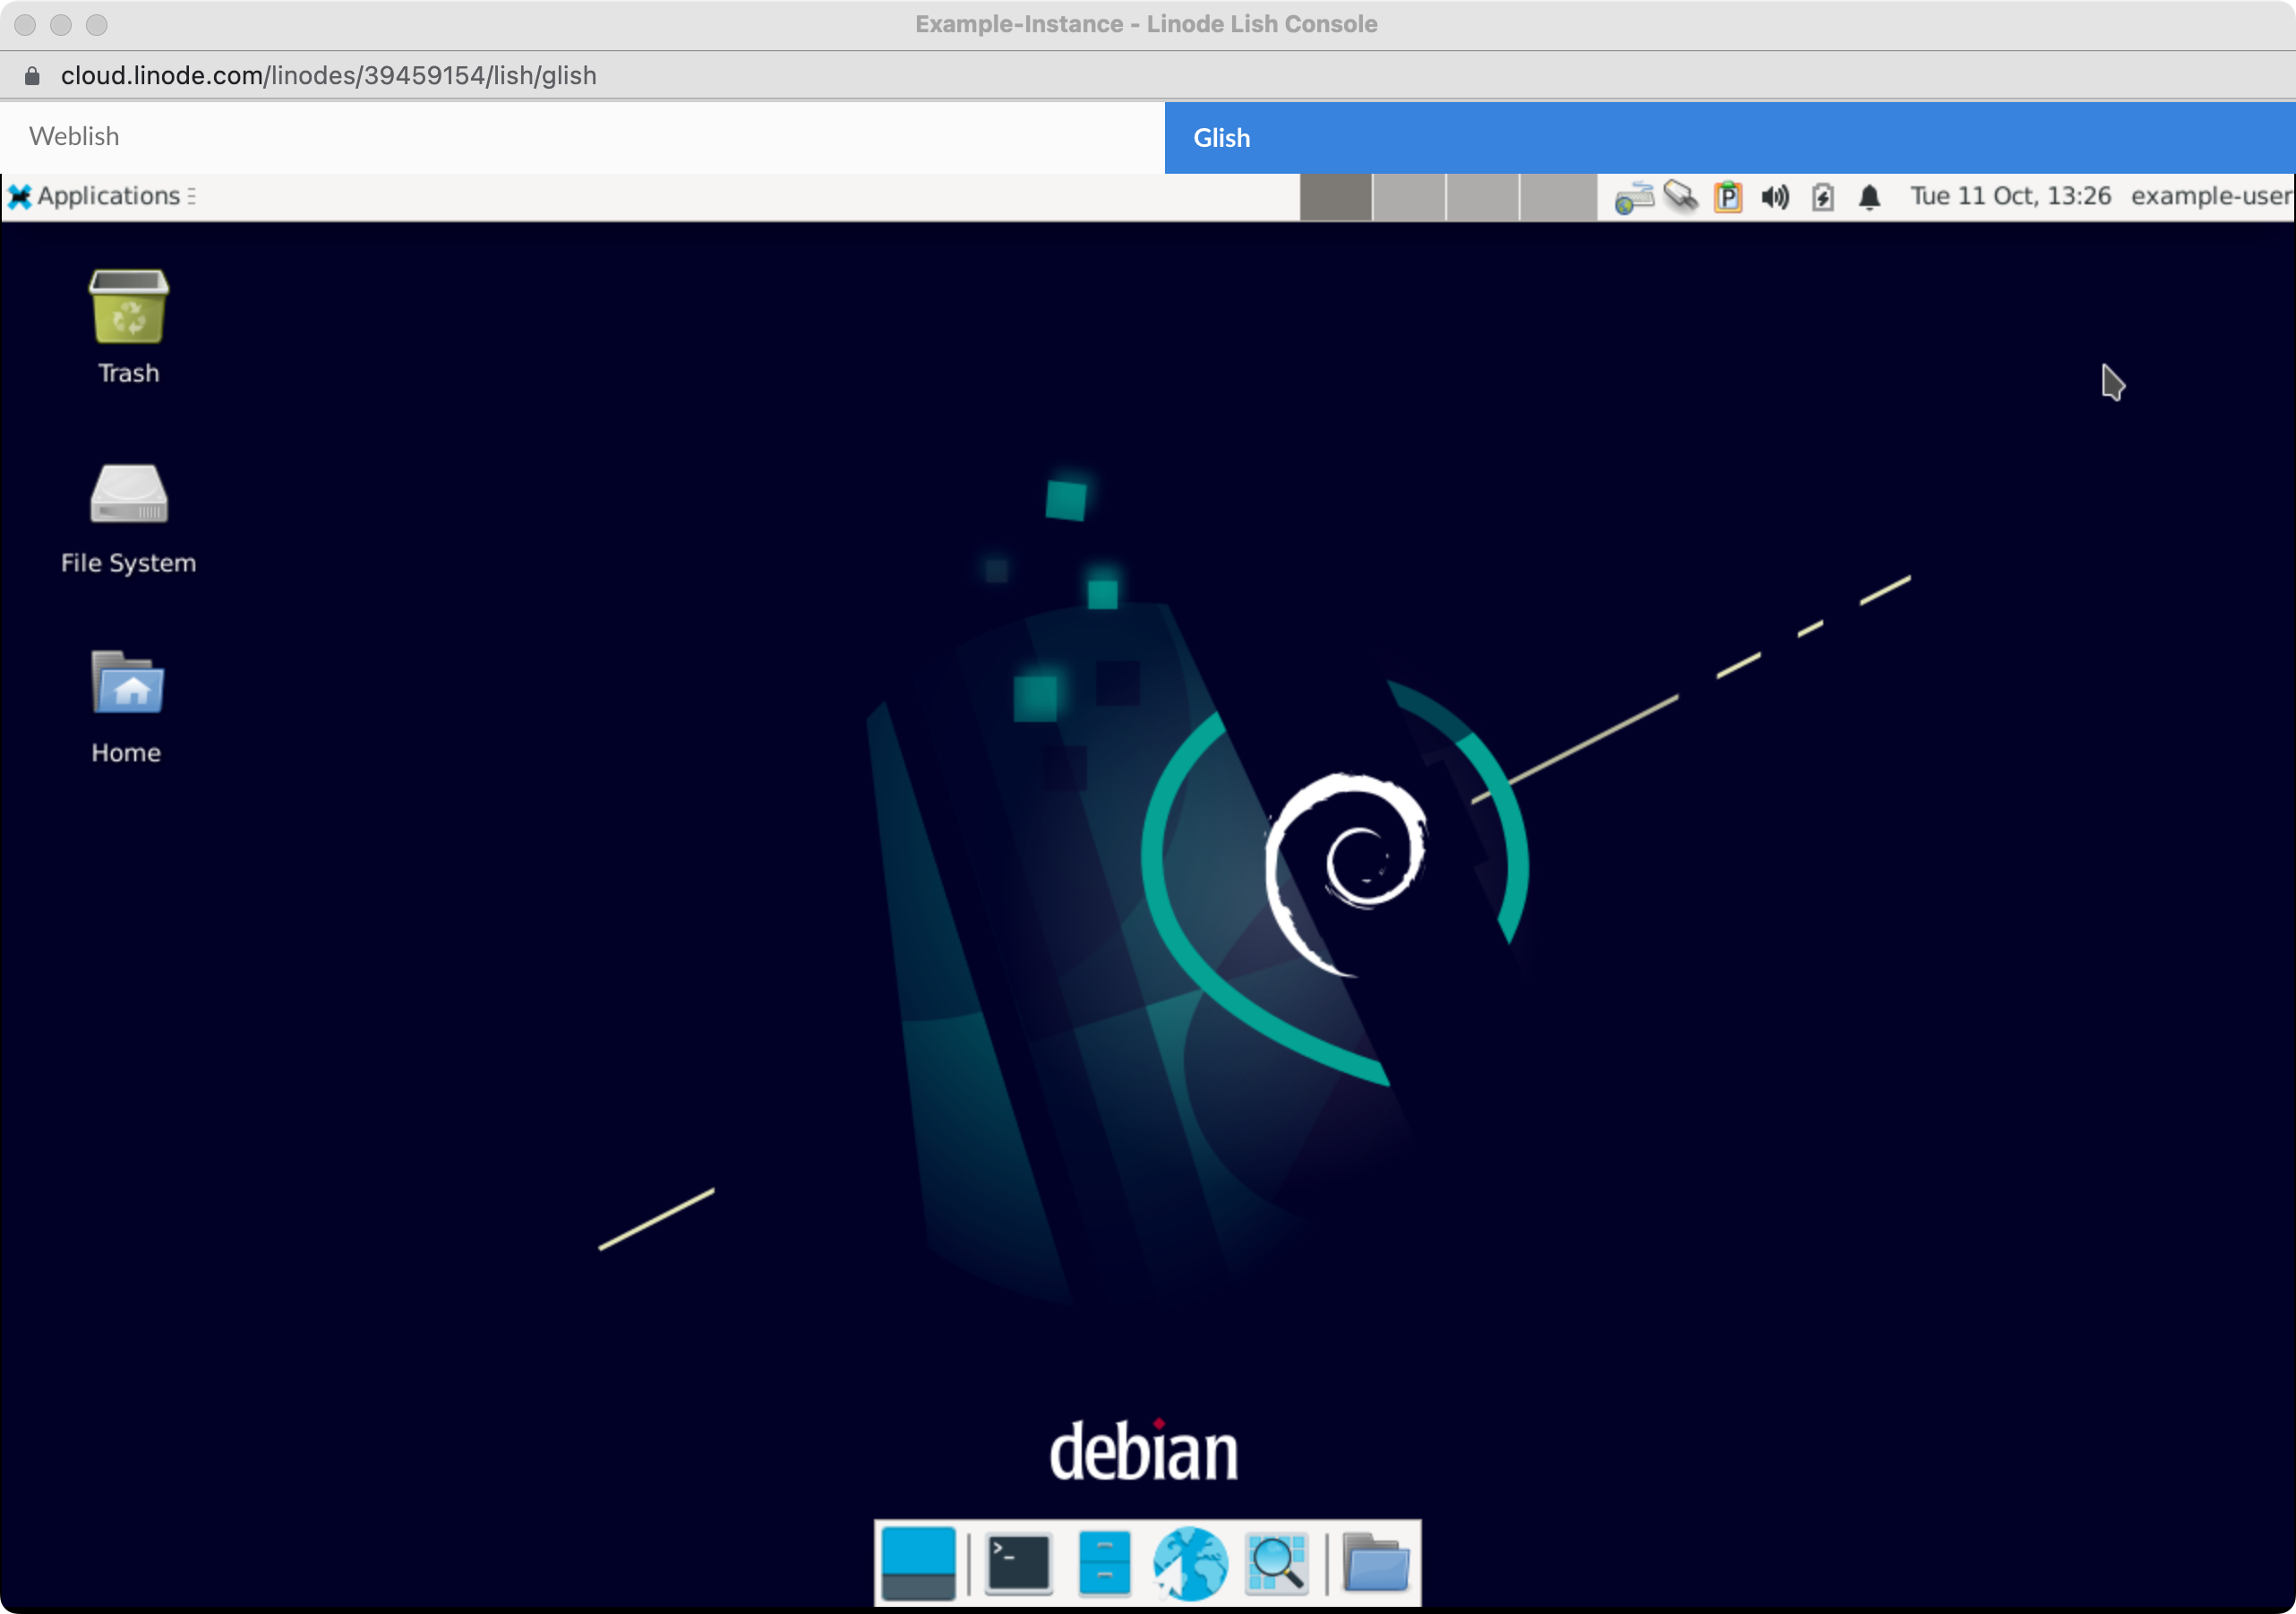 Example-Instance - Linode Lish Console
cloud.linode.com/linodes/39459154/lish/glish
Weblish
Glish
Applications
Tue 11 Oct, 13:26 example-user
Trash
File System
Home
debian
>_